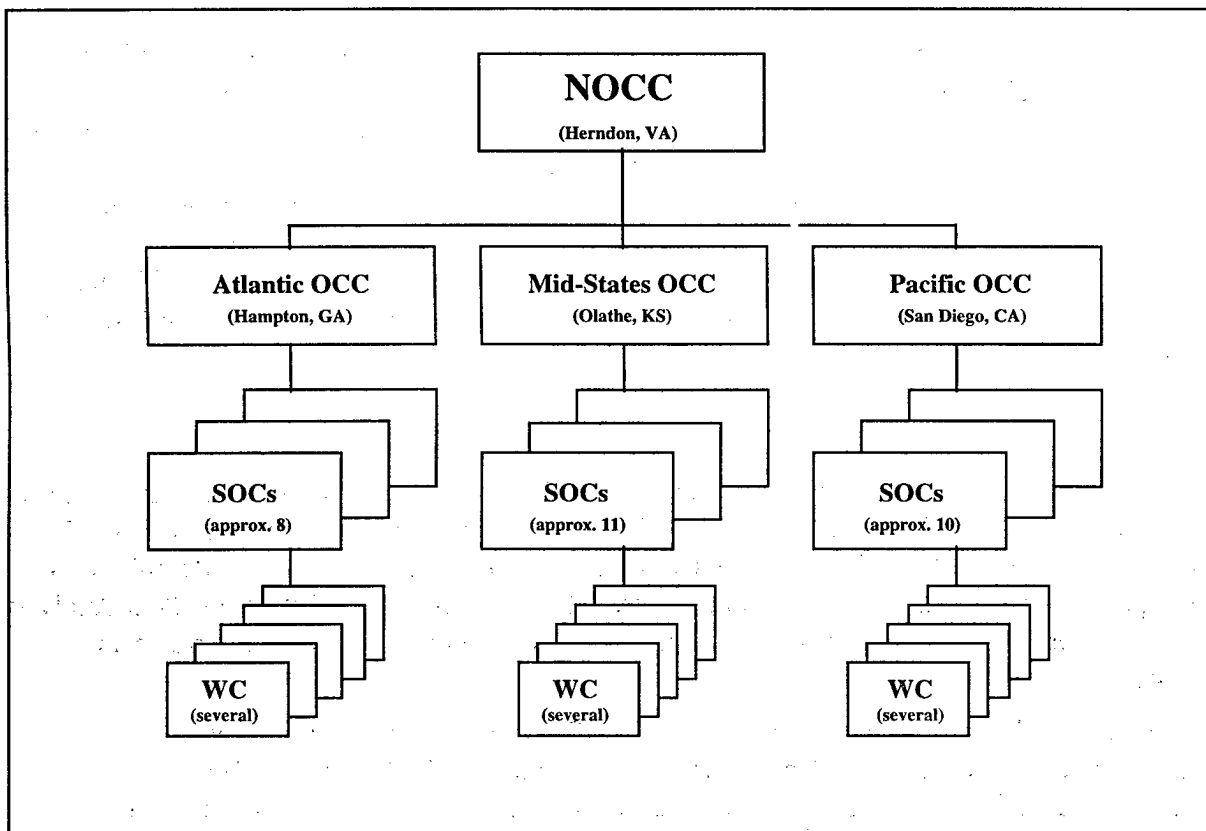 NOCC
(Herndon, VA)
Atlantic OCC
(Hampton, GA)
Mid-States OCC
(Olathe, KS)
Pacific OCC
(San Diego, CA)
SOCs
(approx. 8)
SOCs
(approx. 11)
SOCs
(approx. 10)
WC
(several)
WC
(several)
WC
(several)